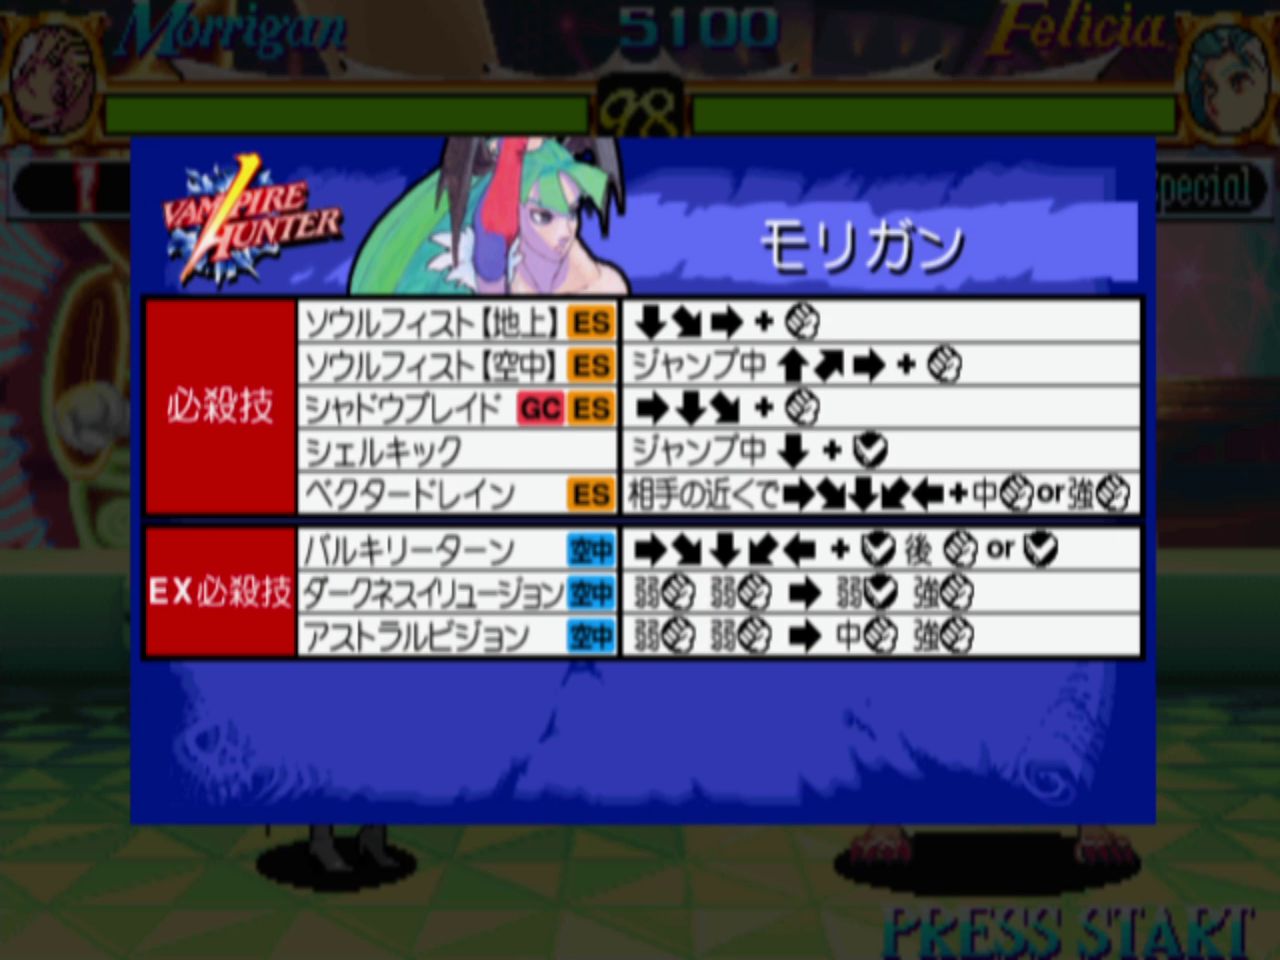 Morrigan 5100 Felicia
98
1 Special
VAMPIRE HUNTER
モリガン
必殺技
ソウルフィスト【地上】 ES ⬇⬊➡ + ✊
ソウルフィスト【空中】 ES ジャンプ中 ⬆⬈➡ + ✊
シャドウブレイド GC ES ➡⬇⬊ + ✊
シェルキック ジャンプ中 ⬇ +
ベクタードレイン ES 相手の近くで➡⬊⬇⬋⬅+中✊or強✊
EX必殺技
バルキリーターン 空中 ➡⬊⬇⬋⬅ + 後 ✊ or
ダークネスイリュージョン 空中 弱✊ 弱✊ ➡ 弱 強✊
アストラルビジョン 空中 弱✊ 弱✊ ➡ 中✊ 強✊
PRESS START